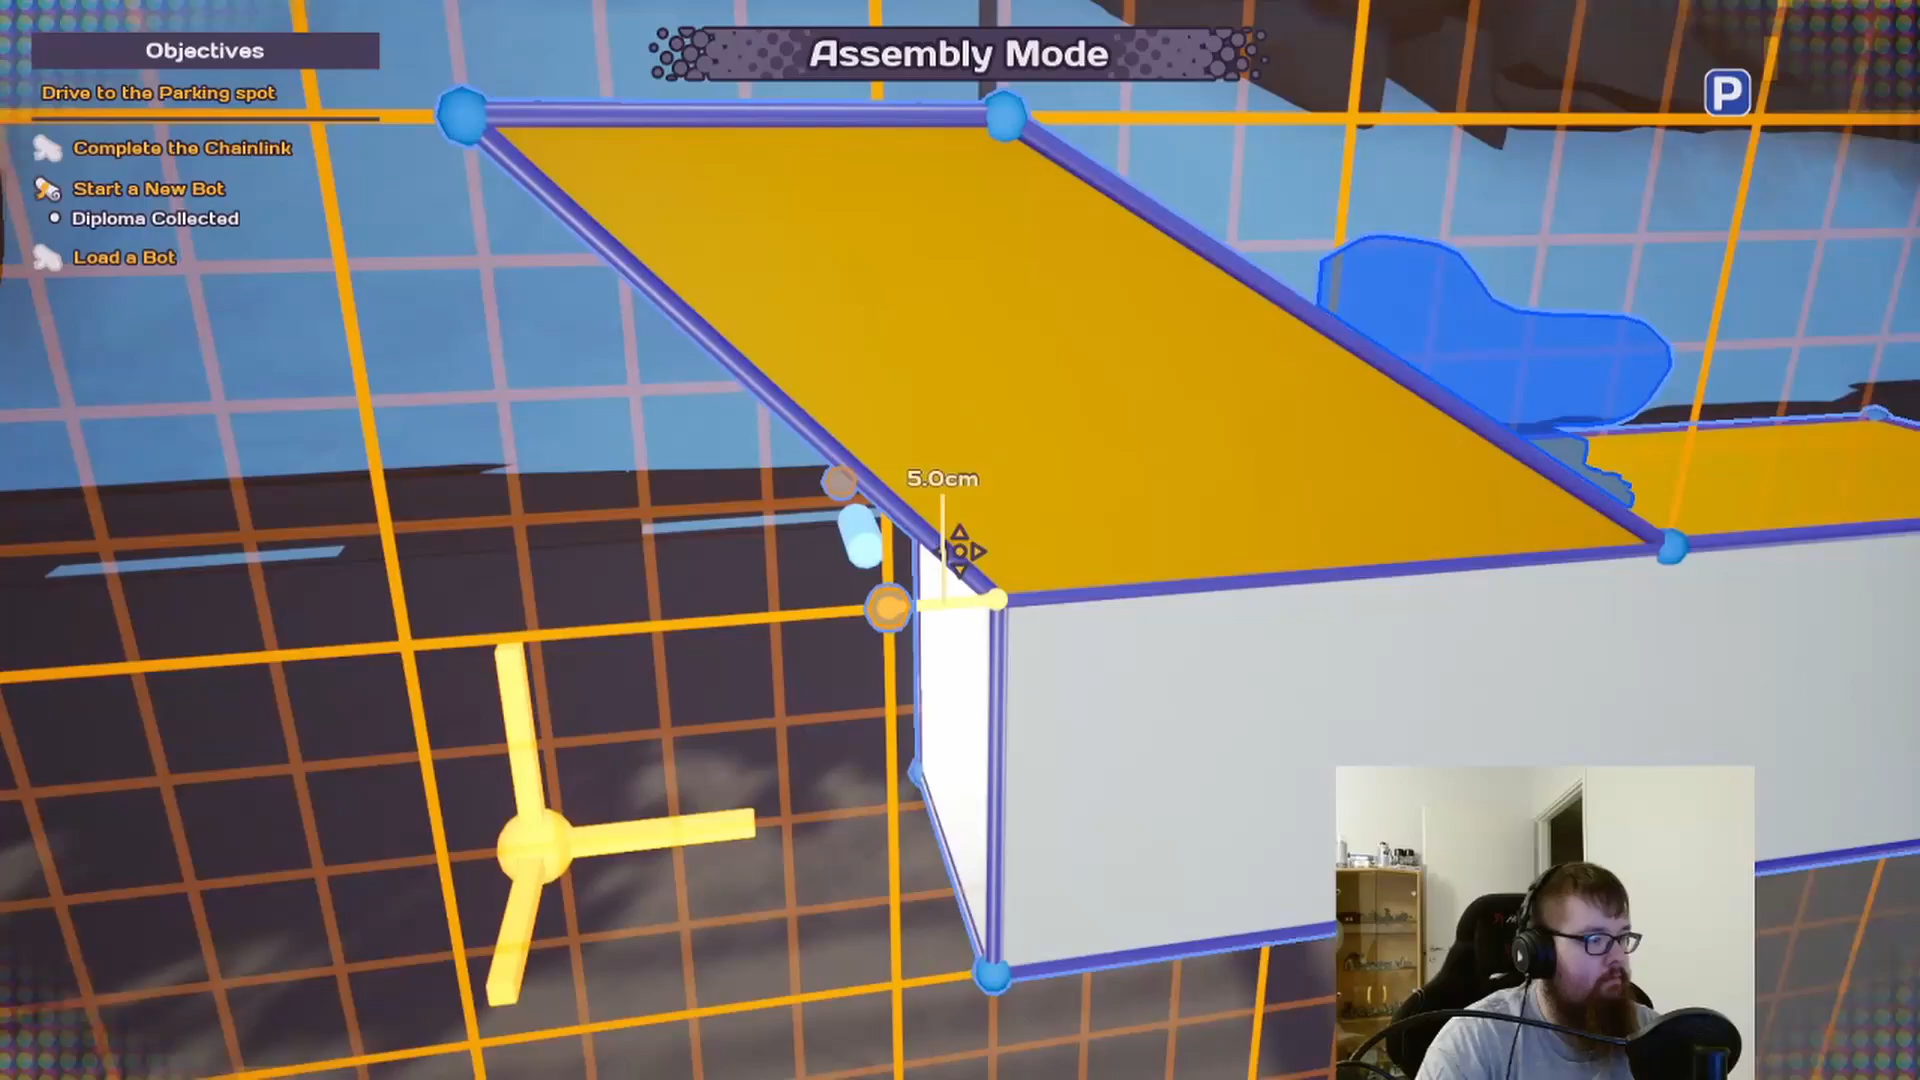 Objectives
Assembly Mode
Drive to the Parking spot
P
Complete the Chainlink
Start a New Bot
Diploma Collected
Load a Bot
5.0cm